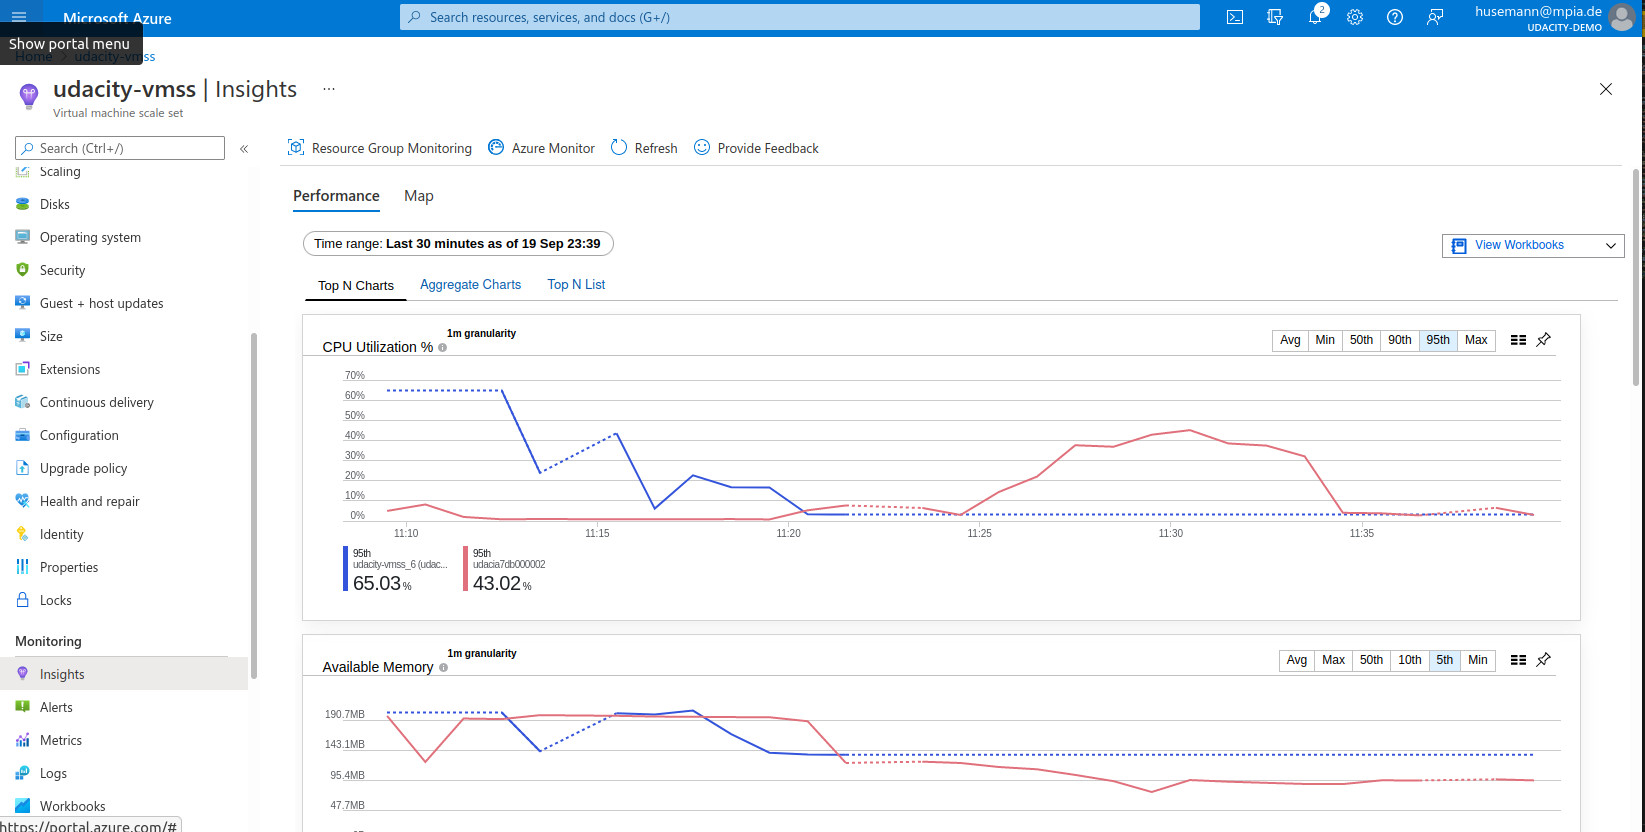 Microsoft Azure
Search resources, services, and docs (G+/)
2
husemann@mpia.de
UDACITY-DEMO
Show portal menu
Home > udacity-vmss
udacity-vmss | Insights ...
Virtual machine scale set
Search (Ctrl+/)
«
Scaling
Disks
Operating system
Security
Guest + host updates
Size
Extensions
Continuous delivery
Configuration
Upgrade policy
Health and repair
Identity
Properties
Locks
Monitoring
Insights
Alerts
Metrics
Logs
Workbooks
https://portal.azure.com/#
Resource Group Monitoring
Azure Monitor
Refresh
Provide Feedback
Performance
Map
Time range: Last 30 minutes as of 19 Sep 23:39
View Workbooks
Top N Charts
Aggregate Charts
Top N List
1m granularity
CPU Utilization %
Avg Min 50th 90th 95th Max
70%
60%
50%
40%
30%
20%
10%
0%
11:10 11:15 11:20 11:25 11:30 11:35
95th
udacity-vmss_6 (udac...
65.03 %
95th
udacia7db000002
43.02 %
1m granularity
Available Memory
Avg Max 50th 10th 5th Min
190.7MB
143.1MB
95.4MB
47.7MB